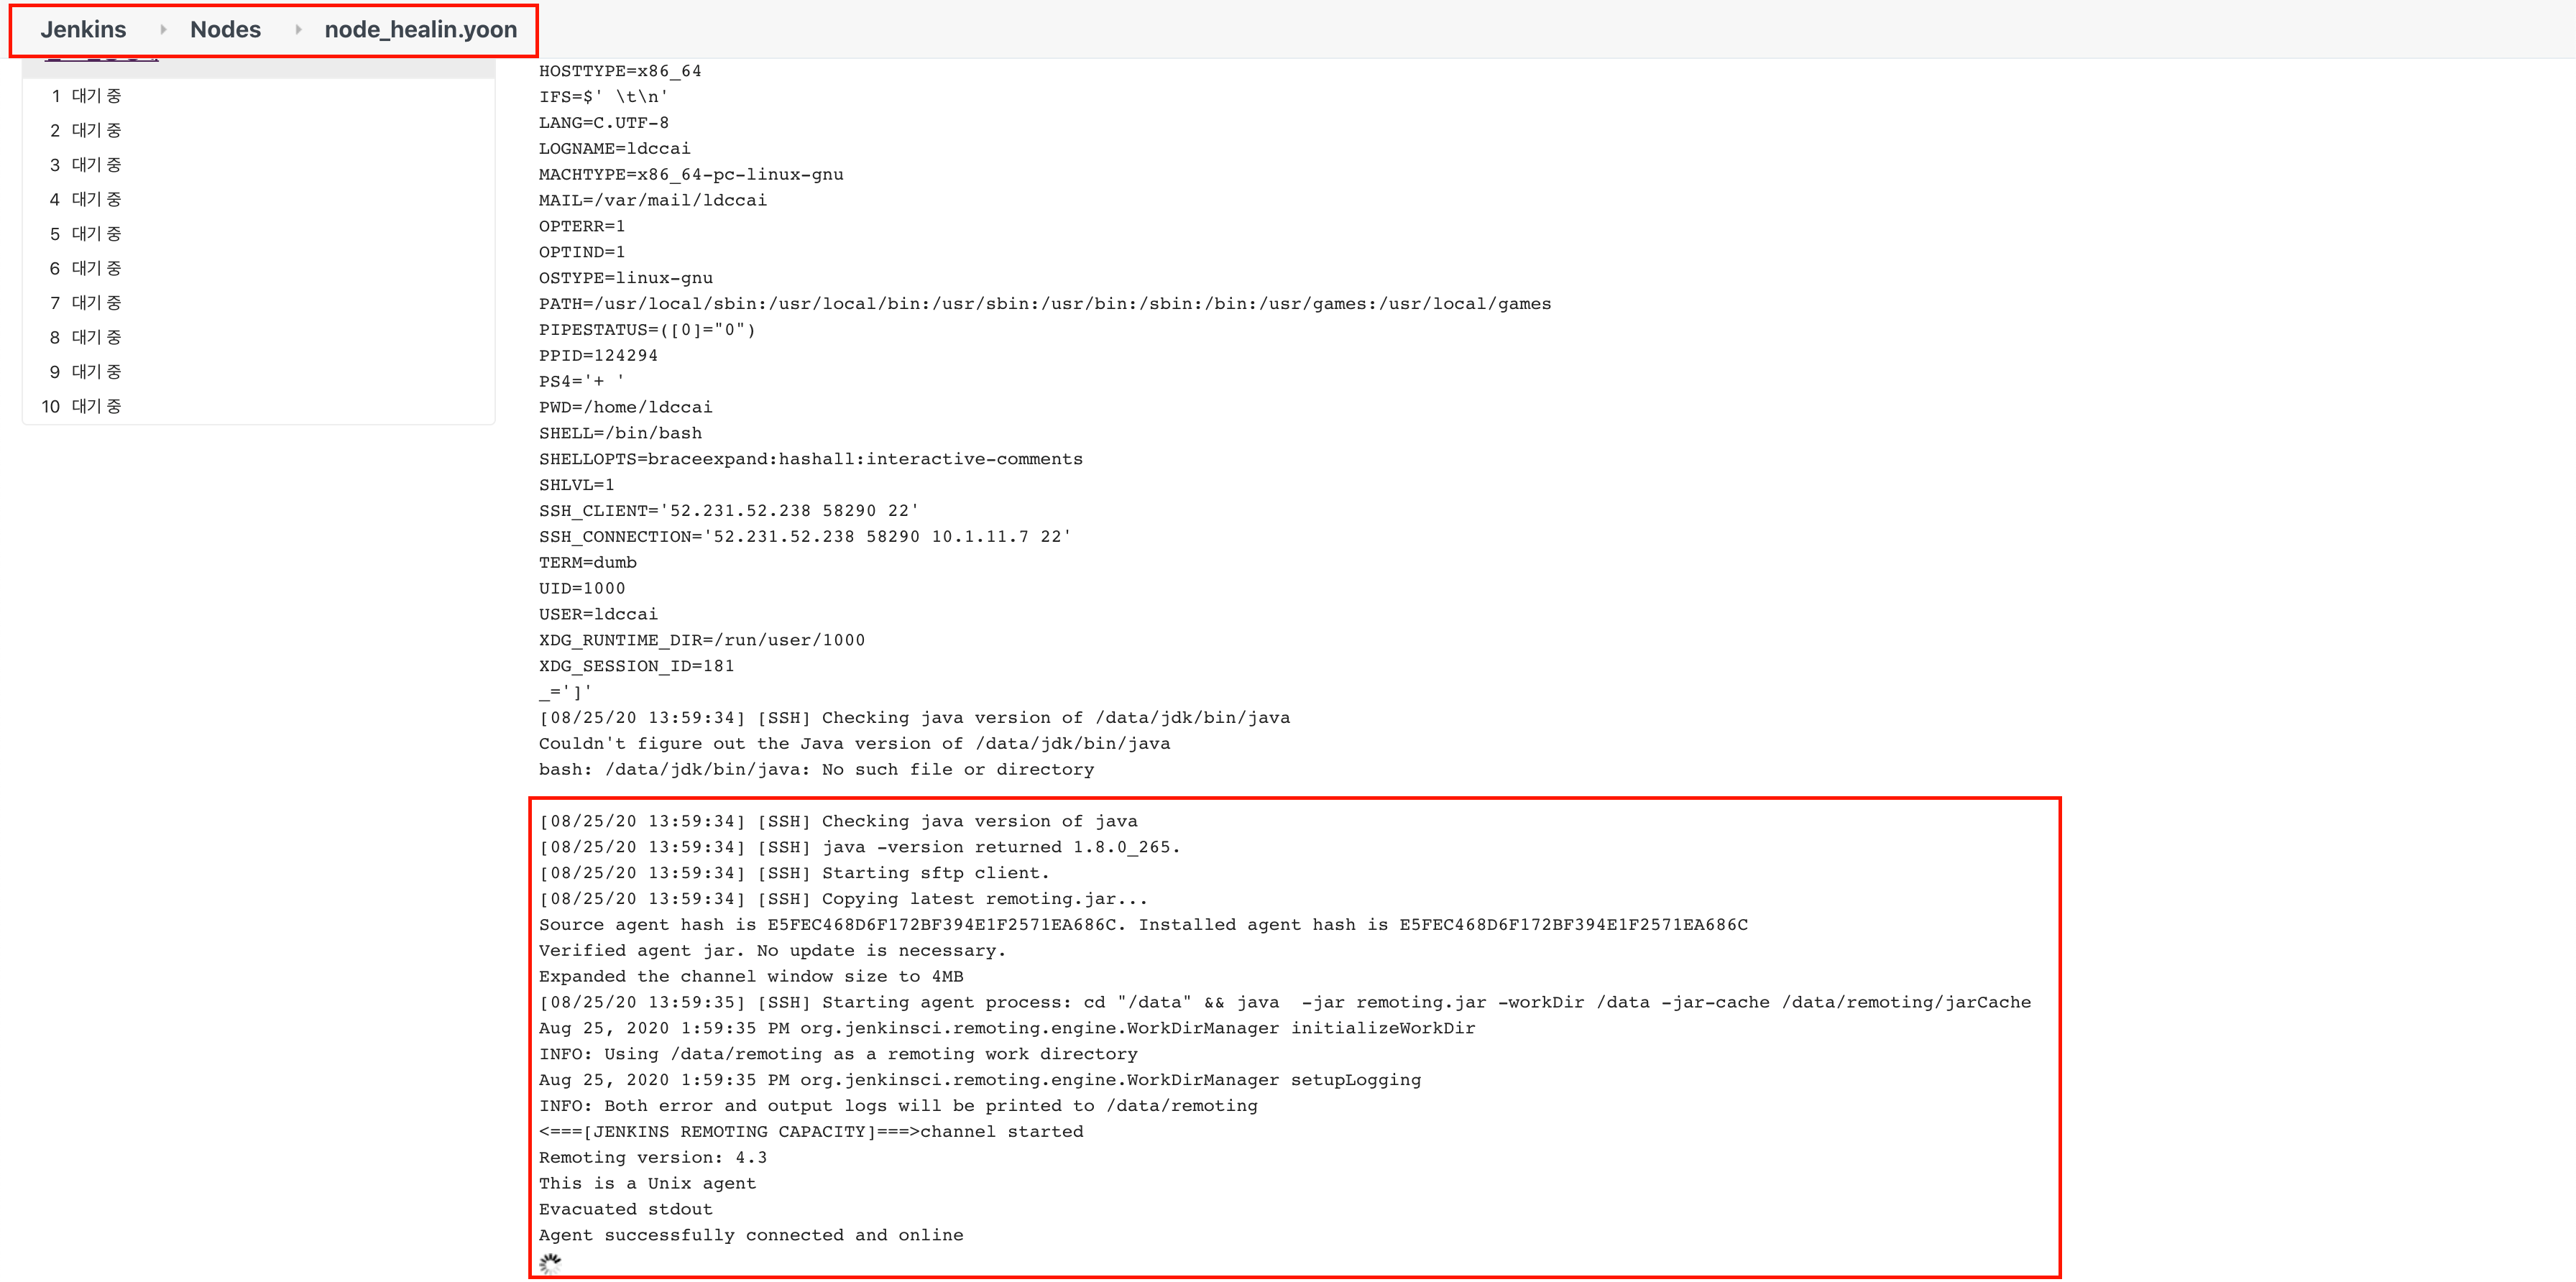 Jenkins Nodes node_healin.yoon
1 대기 중
2 대기 중
3 대기 중
4 대기 중
5 대기 중
6 대기 중
7 대기 중
8 대기 중
9 대기 중
10 대기 중
HOSTTYPE=x86_64
IFS=$' \t\n'
LANG=C.UTF-8
LOGNAME=ldccai
MACHTYPE=x86_64-pc-linux-gnu
MAIL=/var/mail/ldccai
OPTERR=1
OPTIND=1
OSTYPE=linux-gnu
PATH=/usr/local/sbin:/usr/local/bin:/usr/sbin:/usr/bin:/sbin:/bin:/usr/games:/usr/local/games
PIPESTATUS=([0]="0")
PPID=124294
PS4='+ '
PWD=/home/ldccai
SHELL=/bin/bash
SHELLOPTS=braceexpand:hashall:interactive-comments
SHLVL=1
SSH_CLIENT='52.231.52.238 58290 22'
SSH_CONNECTION='52.231.52.238 58290 10.1.11.7 22'
TERM=dumb
UID=1000
USER=ldccai
XDG_RUNTIME_DIR=/run/user/1000
XDG_SESSION_ID=181
_=']'
[08/25/20 13:59:34] [SSH] Checking java version of /data/jdk/bin/java
Couldn't figure out the Java version of /data/jdk/bin/java
bash: /data/jdk/bin/java: No such file or directory
[08/25/20 13:59:34] [SSH] Checking java version of java
[08/25/20 13:59:34] [SSH] java -version returned 1.8.0_265.
[08/25/20 13:59:34] [SSH] Starting sftp client.
[08/25/20 13:59:34] [SSH] Copying latest remoting.jar...
Source agent hash is E5FEC468D6F172BF394E1F2571EA686C. Installed agent hash is E5FEC468D6F172BF394E1F2571EA686C
Verified agent jar. No update is necessary.
Expanded the channel window size to 4MB
[08/25/20 13:59:35] [SSH] Starting agent process: cd "/data" && java  -jar remoting.jar -workDir /data -jar-cache /data/remoting/jarCache
Aug 25, 2020 1:59:35 PM org.jenkinsci.remoting.engine.WorkDirManager initializeWorkDir
INFO: Using /data/remoting as a remoting work directory
Aug 25, 2020 1:59:35 PM org.jenkinsci.remoting.engine.WorkDirManager setupLogging
INFO: Both error and output logs will be printed to /data/remoting
<===[JENKINS REMOTING CAPACITY]===>channel started
Remoting version: 4.3
This is a Unix agent
Evacuated stdout
Agent successfully connected and online